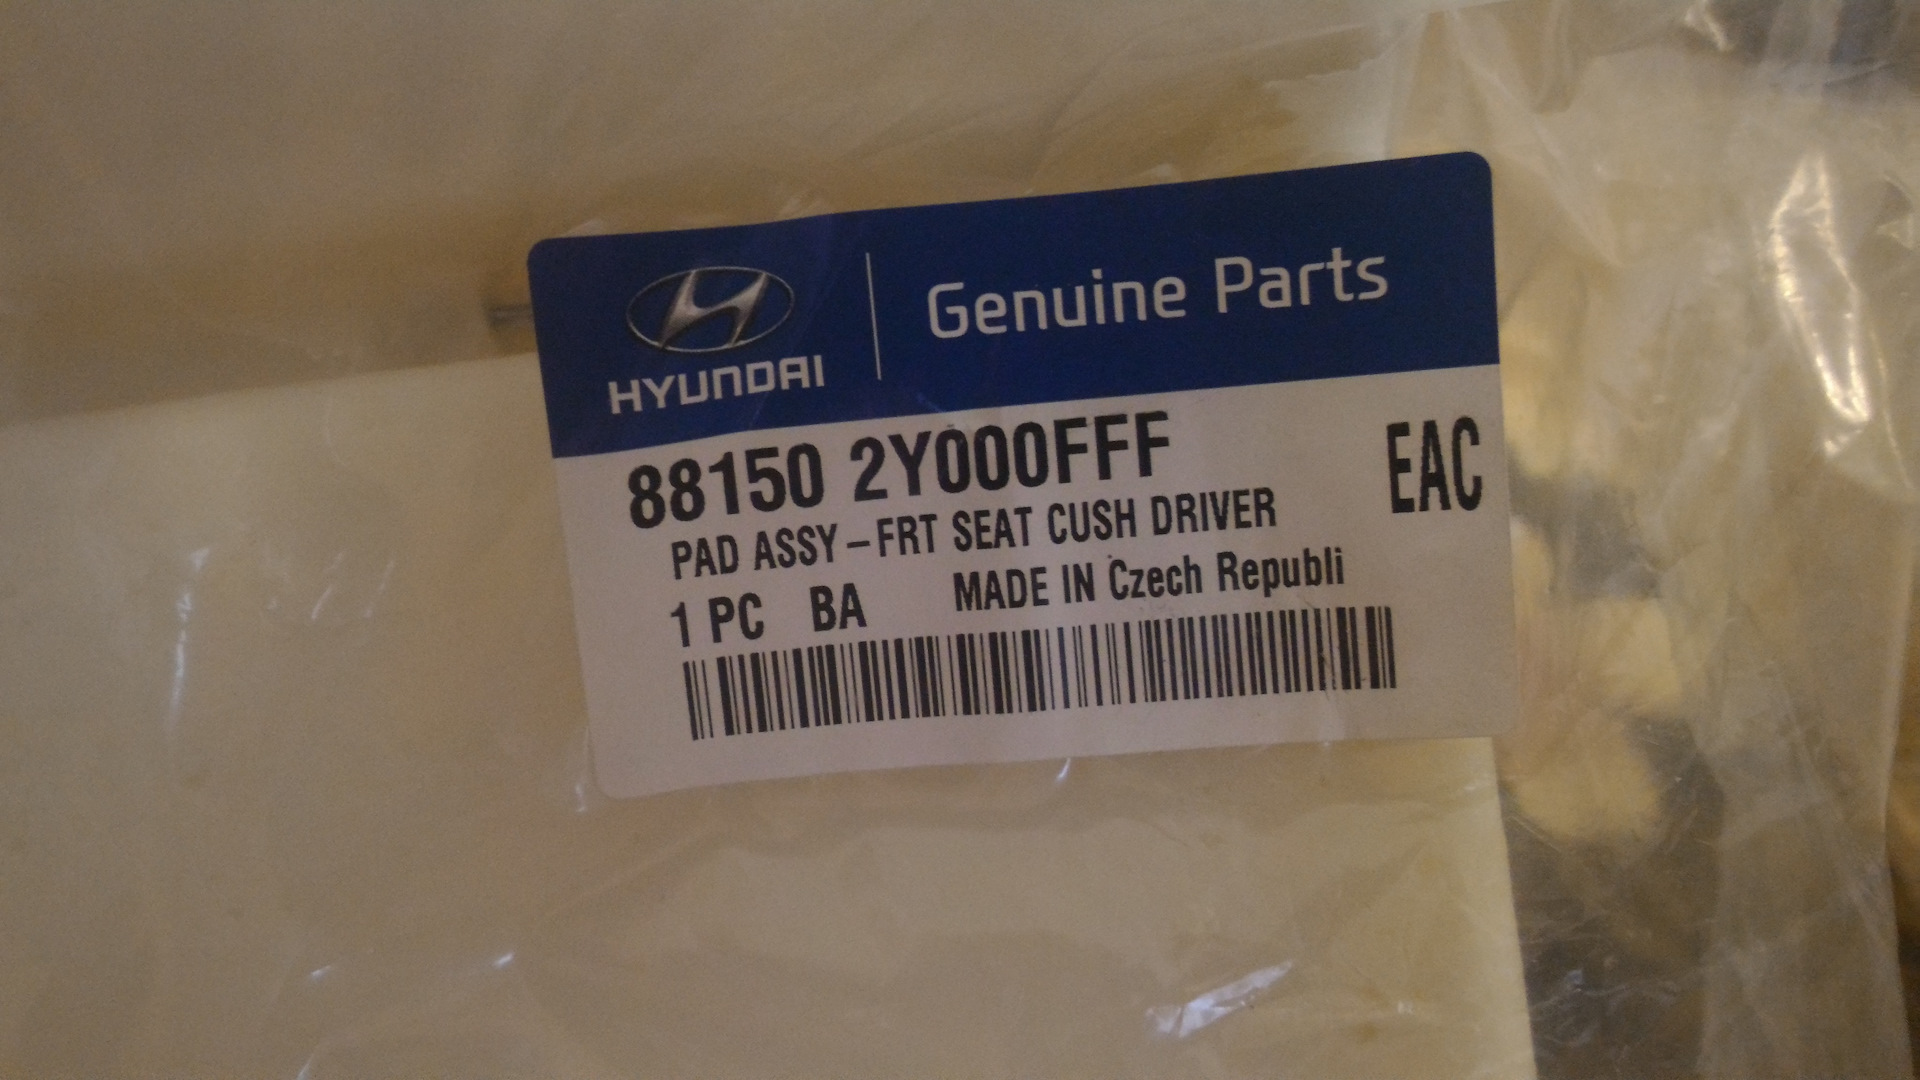 HYUNDAI
Genuine Parts
88150 2Y000FFF
EAC
PAD ASSY-FRT SEAT CUSH DRIVER
1 PC BA MADE IN Czech Republi